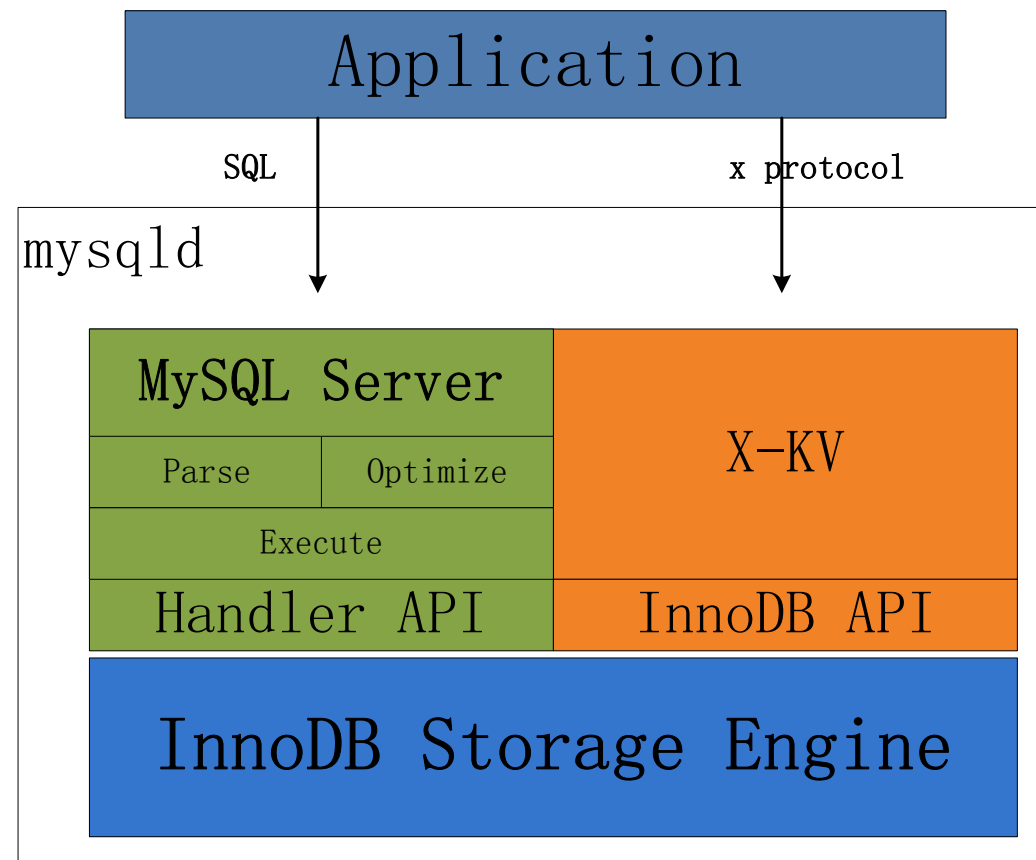 Application
SQL
x protocol
mysqld
MySQL Server
Parse
Optimize
Execute
Handler API
X-KV
InnoDB API
InnoDB Storage Engine